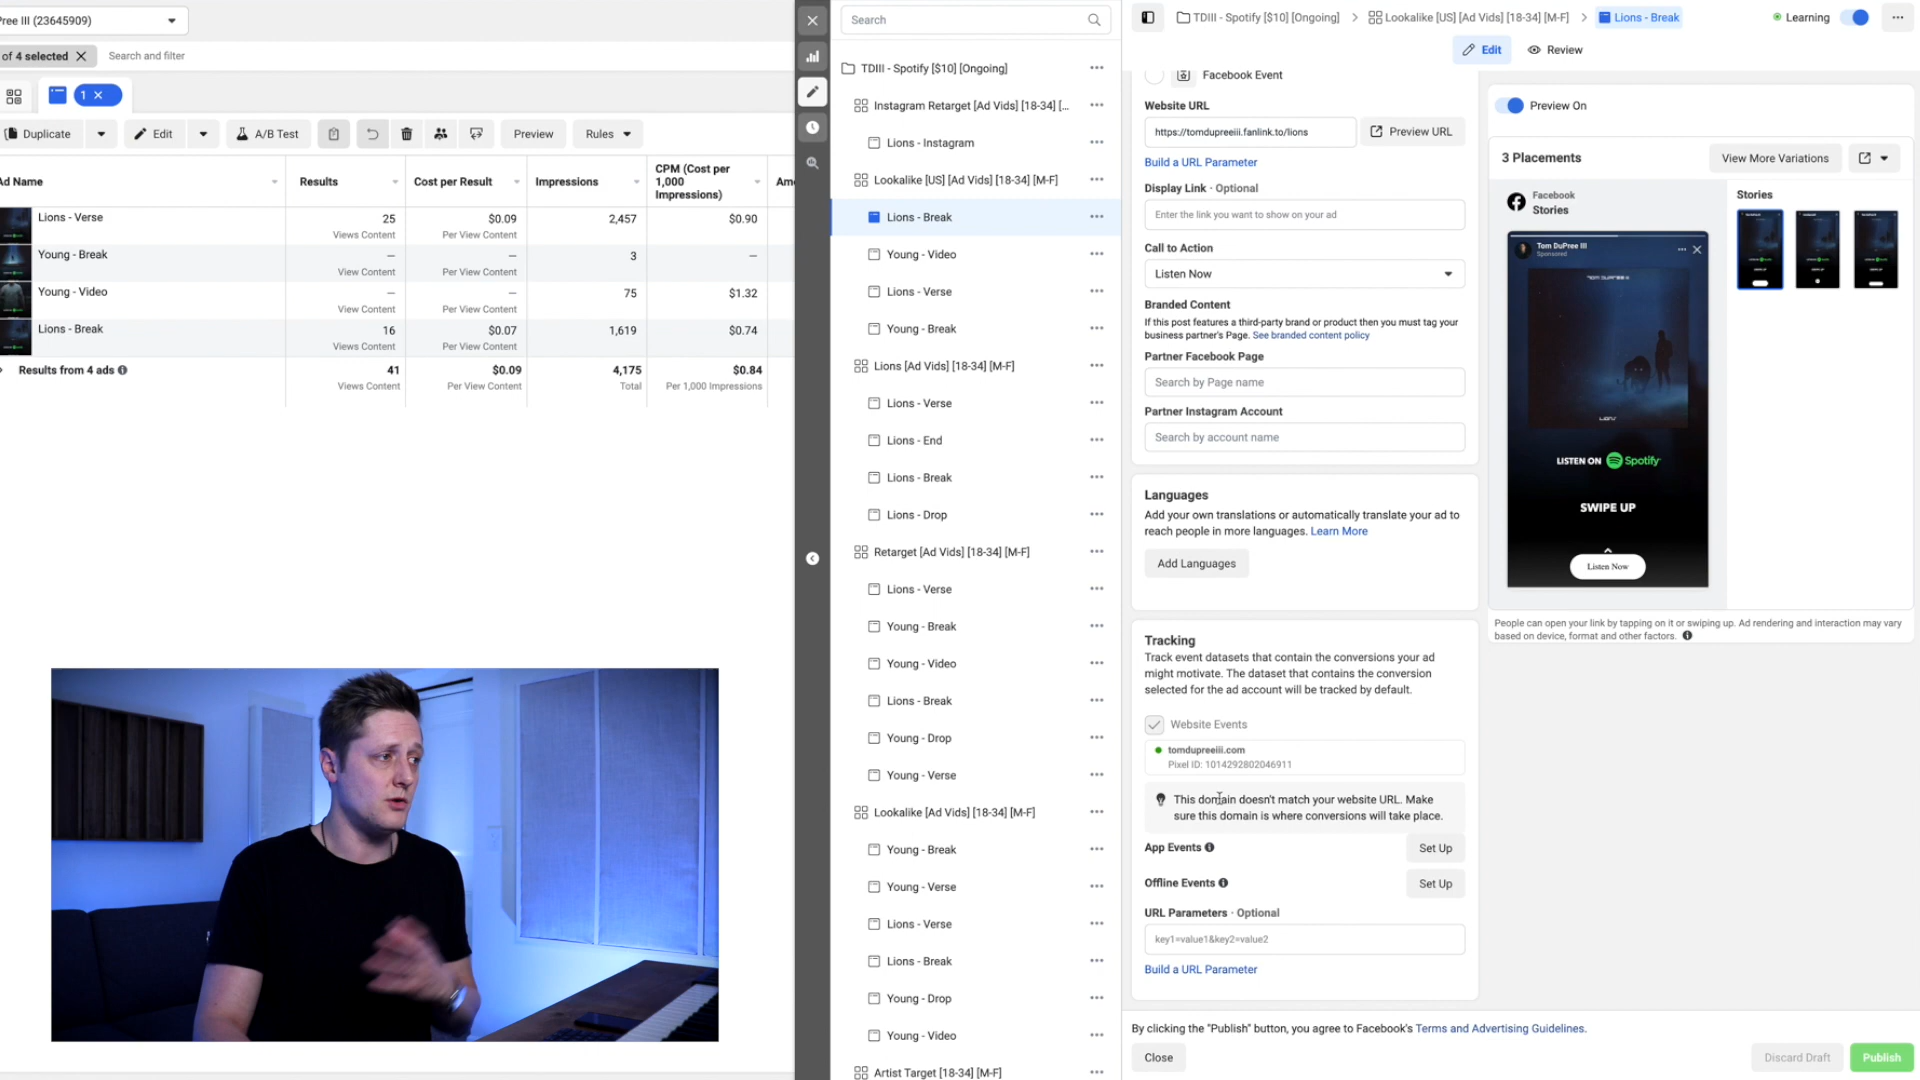 ree III (23645909)
of 4 selected
Search and filter
1
Duplicate
Edit
A/B Test
Preview
Rules
Ad Name
Results
Cost per Result
Impressions
CPM (Cost per 1,000 Impressions)
Am
Lions - Verse
25
$0.09
2,457
$0.90
Views Content
Per View Content
Young - Break
—
—
3
—
View Content
Per View Content
Young - Video
—
—
75
$1.32
View Content
Per View Content
Lions - Break
16
$0.07
1,619
$0.74
Views Content
Per View Content
Results from 4 ads
41
$0.09
4,175
$0.84
Views Content
Per View Content
Total
Per 1,000 Impressions
Search
TDIII - Spotify [$10] [Ongoing]
Instagram Retarget [Ad Vids] [18-34] [...
Lions - Instagram
Lookalike [US] [Ad Vids] [18-34] [M-F]
Lions - Break
Young - Video
Lions - Verse
Young - Break
Lions [Ad Vids] [18-34] [M-F]
Lions - Verse
Lions - End
Lions - Break
Lions - Drop
Retarget [Ad Vids] [18-34] [M-F]
Lions - Verse
Young - Break
Young - Video
Lions - Break
Young - Drop
Young - Verse
Lookalike [Ad Vids] [18-34] [M-F]
Young - Break
Young - Verse
Lions - Verse
Lions - Break
Young - Drop
Young - Video
Artist Target [18-34] [M-F]
TDIII - Spotify [$10] [Ongoing]
Lookalike [US] [Ad Vids] [18-34] [M-F]
Lions - Break
Learning
Edit
Review
Facebook Event
Website URL
https://tomdupreeiii.fanlink.to/lions
Preview URL
Build a URL Parameter
Display Link · Optional
Enter the link you want to show on your ad
Call to Action
Listen Now
Branded Content
If this post features a third-party brand or product then you must tag your
business partner's Page. See branded content policy
Partner Facebook Page
Search by Page name
Partner Instagram Account
Search by account name
Languages
Add your own translations or automatically translate your ad to
reach people in more languages. Learn More
Add Languages
Tracking
Track event datasets that contain the conversions your ad
might motivate. The dataset that contains the conversion
selected for the ad account will be tracked by default.
Website Events
tomdupreeiii.com
Pixel ID: 1014292802046911
This domain doesn't match your website URL. Make
sure this domain is where conversions will take place.
App Events
Set Up
Offline Events
Set Up
URL Parameters · Optional
key1=value1&key2=value2
Build a URL Parameter
By clicking the "Publish" button, you agree to Facebook's Terms and Advertising Guidelines.
Close
Discard Draft
Publish
Preview On
3 Placements
View More Variations
Facebook
Stories
Stories
Tom DuPree III
Sponsored
TOM DUPREE III
LIONS
LISTEN ON Spotify
SWIPE UP
Listen Now
People can open your link by tapping on it or swiping up. Ad rendering and interaction may vary
based on device, format and other factors.